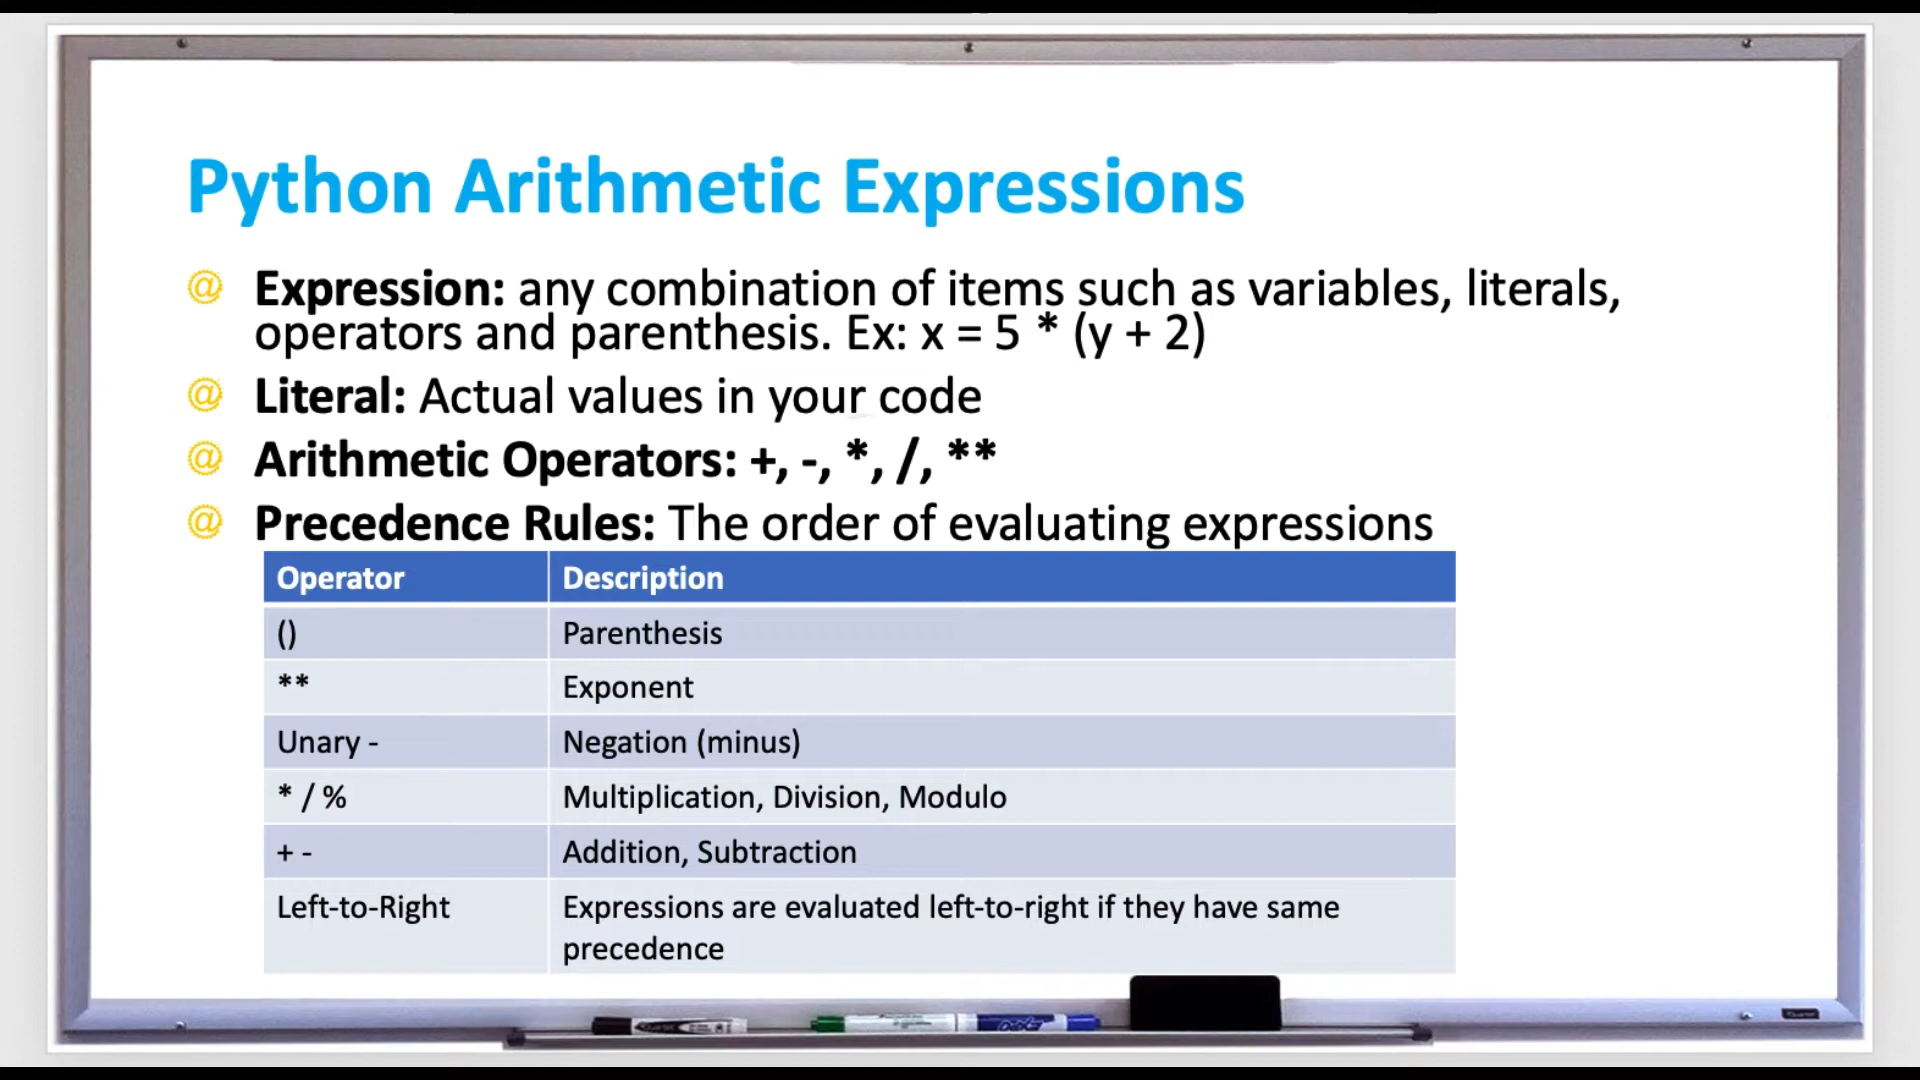 Python Arithmetic Expressions
@ Expression: any combination of items such as variables, literals,
operators and parenthesis. Ex: x = 5 * (y + 2)
@ Literal: Actual values in your code
@ Arithmetic Operators: +, -, *, /, **
@ Precedence Rules: The order of evaluating expressions
Operator Description
() Parenthesis
** Exponent
Unary - Negation (minus)
* / % Multiplication, Division, Modulo
+ - Addition, Subtraction
Left-to-Right Expressions are evaluated left-to-right if they have same
precedence